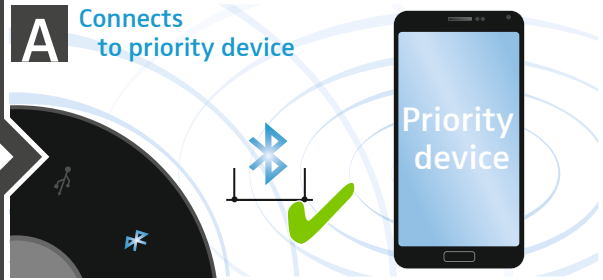 A
Connects
to priority device
Priority
device